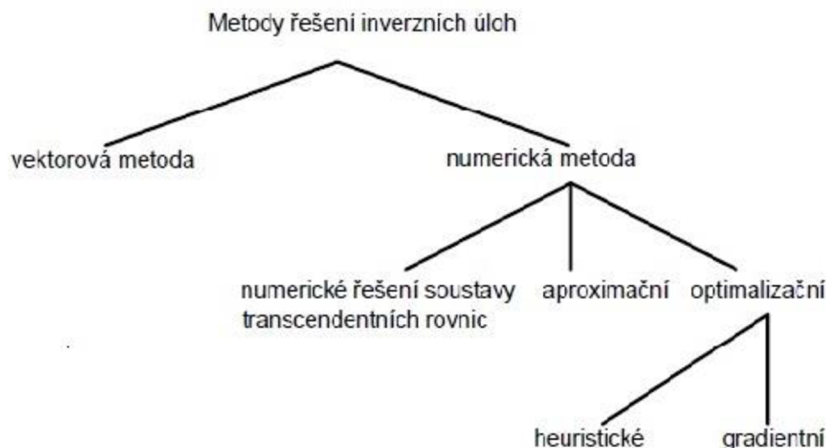 Metody řešení inverzních úloh
vektorová metoda
numerická metoda
numerické řešení soustavy
transcendentních rovnic
aproximační
optimalizační
heuristické
gradientní